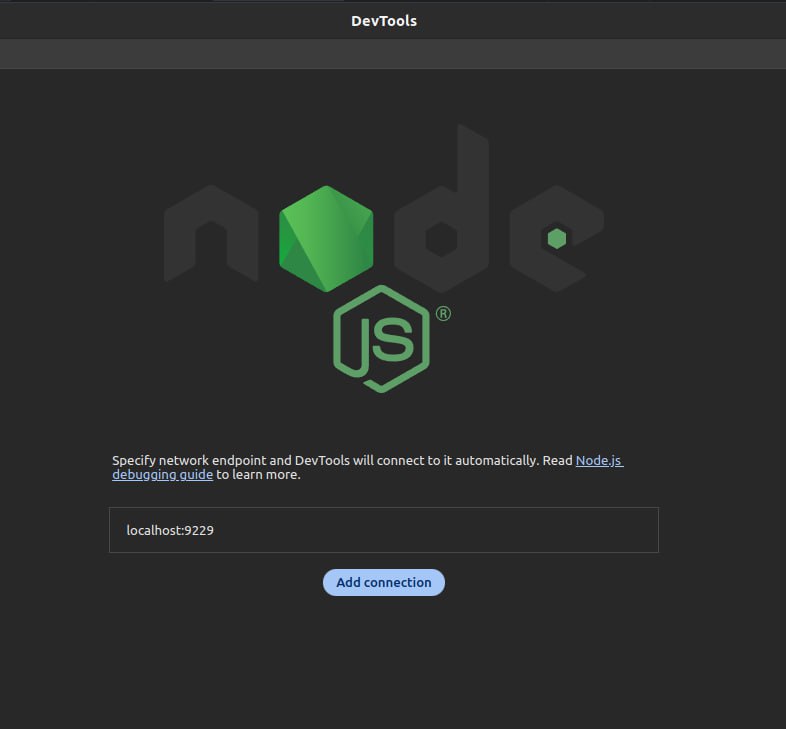 DevTools
node
JS ®
Specify network endpoint and DevTools will connect to it automatically. Read Node.js
debugging guide to learn more.
localhost:9229
Add connection